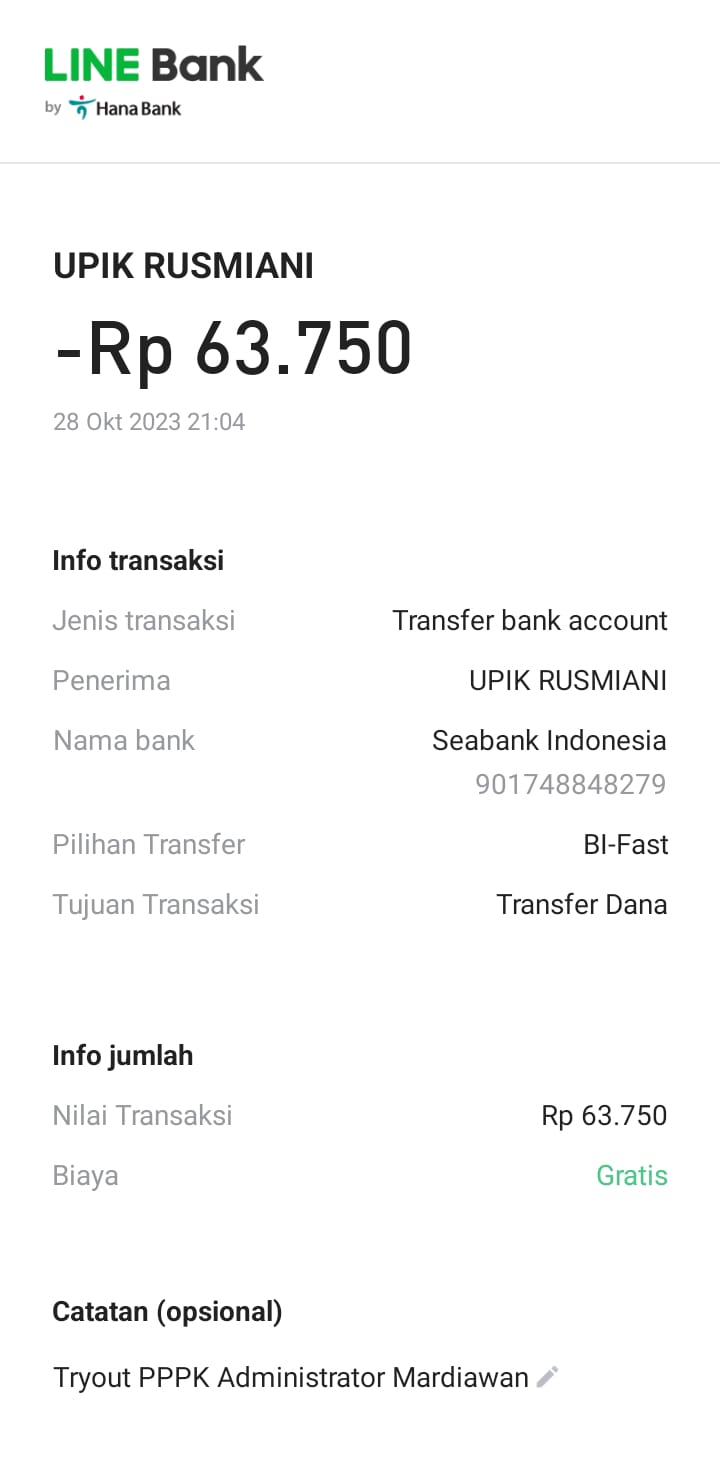 LINE Bank
by Hana Bank
UPIK RUSMIANI
-Rp 63.750
28 Okt 2023 21:04
Info transaksi
Jenis transaksi Transfer bank account
Penerima UPIK RUSMIANI
Nama bank Seabank Indonesia
901748848279
Pilihan Transfer BI-Fast
Tujuan Transaksi Transfer Dana
Info jumlah
Nilai Transaksi Rp 63.750
Biaya Gratis
Catatan (opsional)
Tryout PPPK Administrator Mardiawan